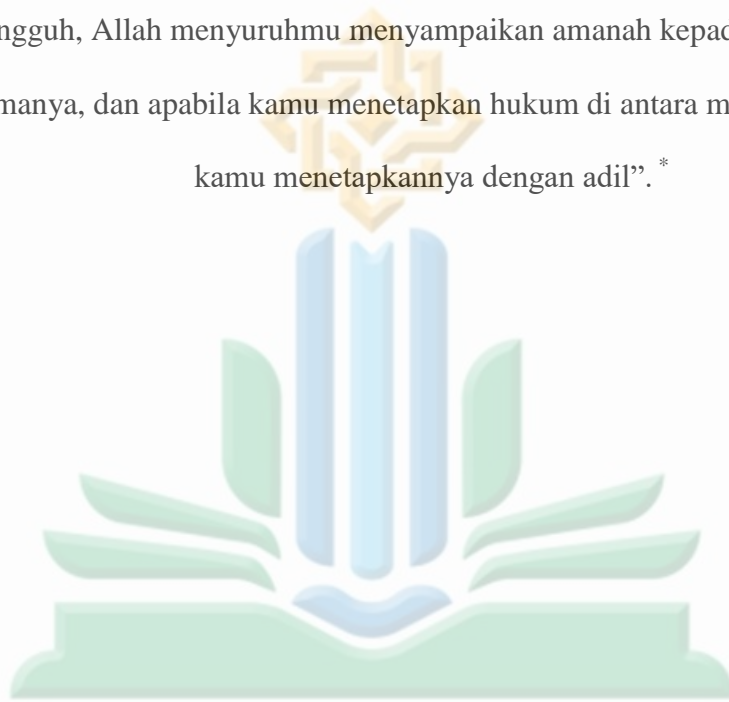 ngguh, Allah menyuruhmu menyampaikan amanah kepad
manya, dan apabila kamu menetapkan hukum di antara m
kamu menetapkannya dengan adil”. *